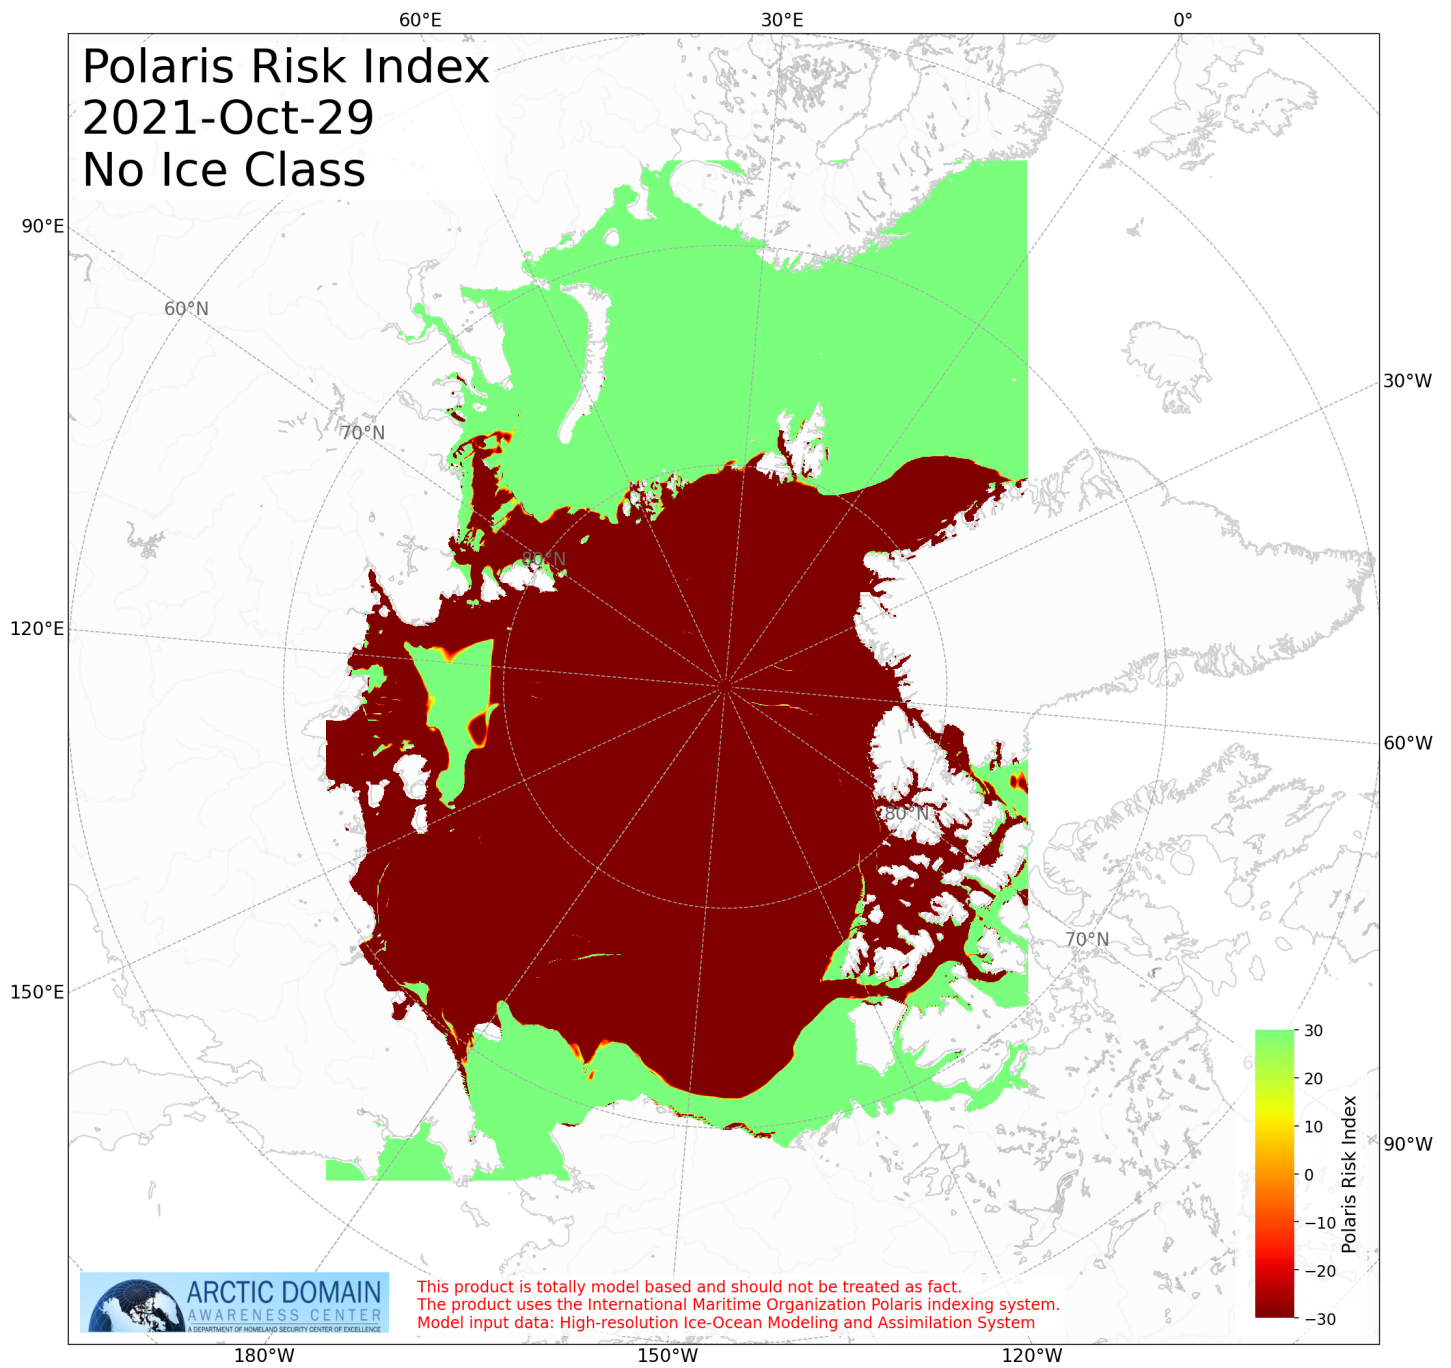 60°E 30°E 0°
Polaris Risk Index
2021-Oct-29
No Ice Class
90°E
60°N
30°W
70°N
80°N
120°E
60°W
80°N
70°N
150°E
30
20
10
0
−10
−20
−30
Polaris Risk Index
90°W
ARCTIC DOMAIN
AWARENESS CENTER
A DEPARTMENT OF HOMELAND SECURITY CENTER OF EXCELLENCE
This product is totally model based and should not be treated as fact.
The product uses the International Maritime Organization Polaris indexing system.
Model input data: High-resolution Ice-Ocean Modeling and Assimilation System
180°W 150°W 120°W